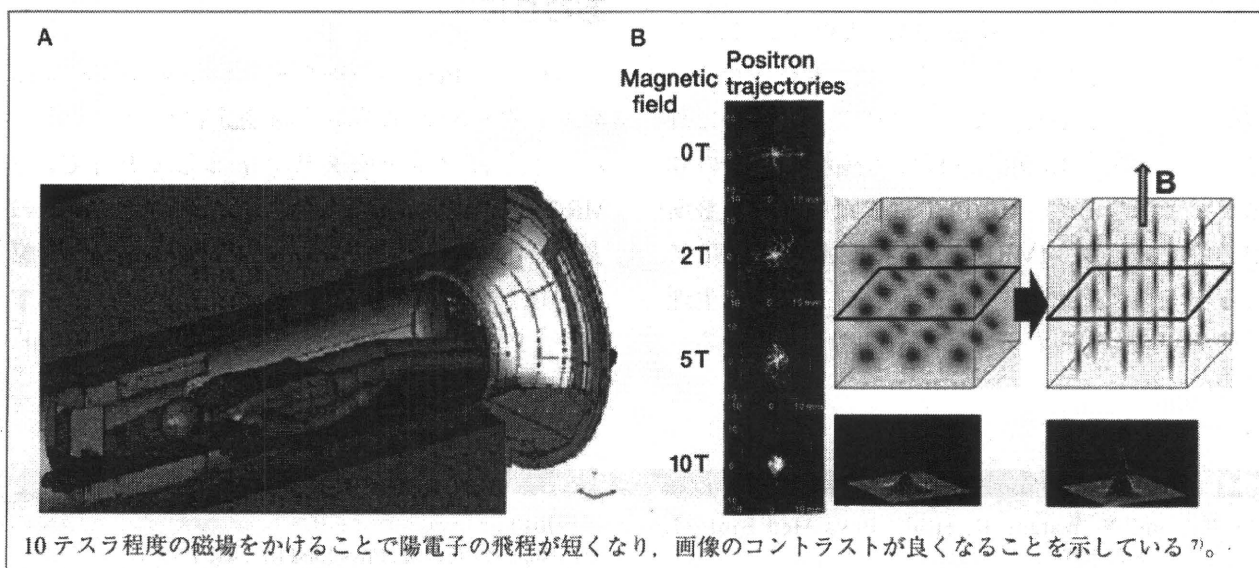 A
B
Magnetic field
Positron trajectories
0T
2T
5T
10T
B
10 テスラ程度の磁場をかけることで陽電子の飛程が短くなり，画像のコントラストが良くなることを示している 7)。